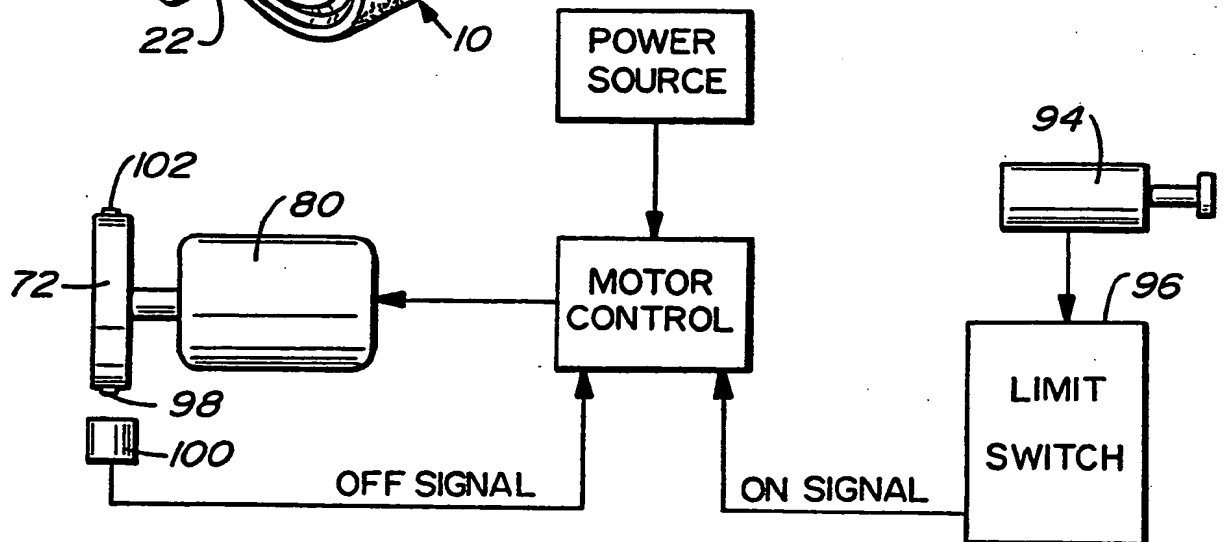 22
10
POWER
SOURCE
94
102
80
72
MOTOR
CONTROL
96
98
LIMIT
SWITCH
100
OFF SIGNAL
ON SIGNAL